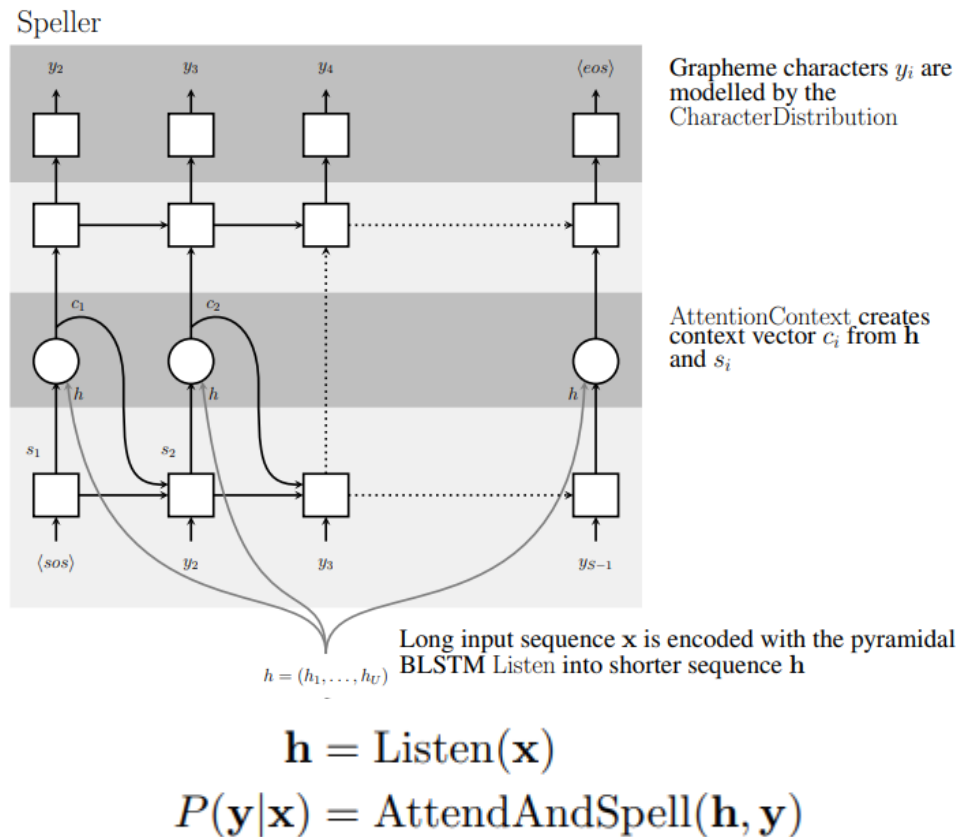 Speller
y₂ y₃ y₄ ⟨eos⟩
Grapheme characters yᵢ are
modelled by the
CharacterDistribution
c₁ c₂
AttentionContext creates
context vector cᵢ from h
and sᵢ
h h h
s₁ s₂
⟨sos⟩ y₂ y₃ y_{S−1}
Long input sequence x is encoded with the pyramidal
BLSTM Listen into shorter sequence h
h = (h₁, . . . , h_U)
h = Listen(x)
P(y|x) = AttendAndSpell(h, y)